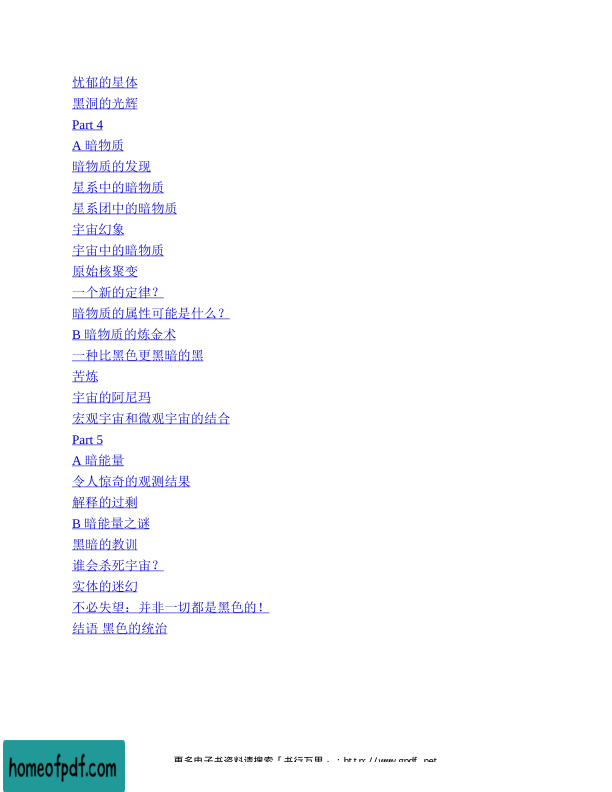 忧郁的星体
黑洞的光辉
Part 4
A 暗物质
暗物质的发现
星系中的暗物质
星系团中的暗物质
宇宙幻象
宇宙中的暗物质
原始核聚变
一个新的定律？
暗物质的属性可能是什么？
B 暗物质的炼金术
一种比黑色更黑暗的黑
苦炼
宇宙的阿尼玛
宏观宇宙和微观宇宙的结合
Part 5
A 暗能量
令人惊奇的观测结果
解释的过剩
B 暗能量之谜
黑暗的教训
谁会杀死宇宙？
实体的迷幻
不必失望；并非一切都是黑色的！
结语 黑色的统治
更多电子书资料请搜索「书行万里」：http://www.gpdf.net
homeofpdf.com